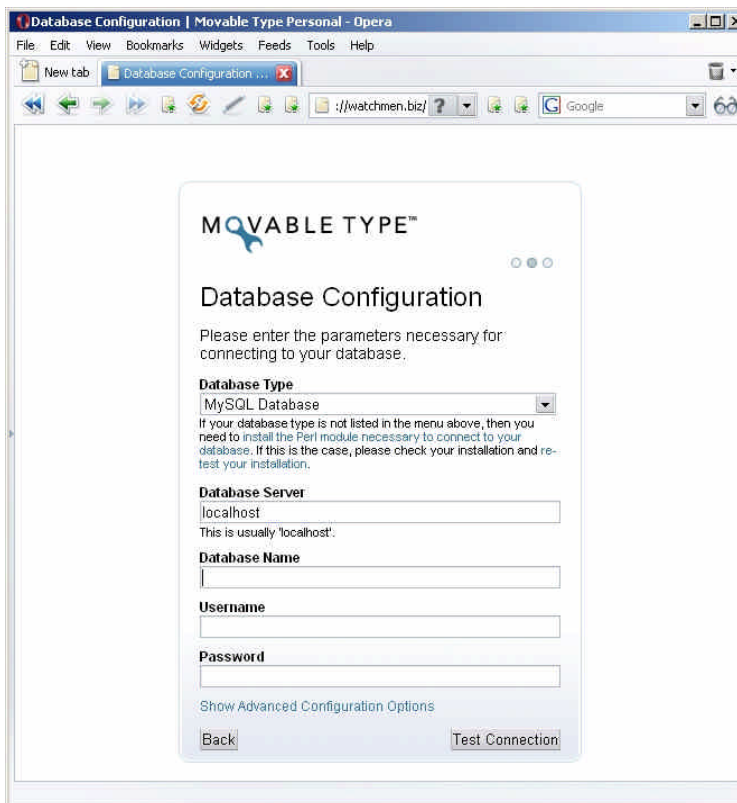 Database Configuration | Movable Type Personal - Opera
File Edit View Bookmarks Widgets Feeds Tools Help
New tab Database Configuration ...
://watchmen.biz/ ? Google
MOVABLE TYPE™
Database Configuration
Please enter the parameters necessary for
connecting to your database.
Database Type
MySQL Database
If your database type is not listed in the menu above, then you
need to install the Perl module necessary to connect to your
database. If this is the case, please check your installation and re-
test your installation.
Database Server
localhost
This is usually 'localhost'.
Database Name
Username
Password
Show Advanced Configuration Options
Back Test Connection